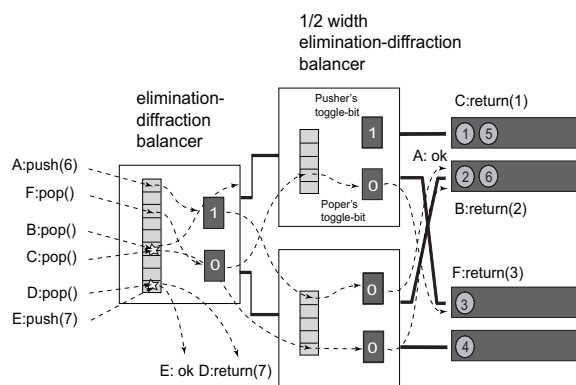 1/2 width
elimination-diffraction
balancer
elimination-
diffraction
balancer
Pusher's
toggle-bit
1
0
Poper's
toggle-bit
A:push(6)
F:pop()
B:pop()
C:pop()
D:pop()
E:push(7)
1
0
0
0
E: ok D:return(7)
C:return(1)
1 5
A: ok
2 6
B:return(2)
F:return(3)
3
4